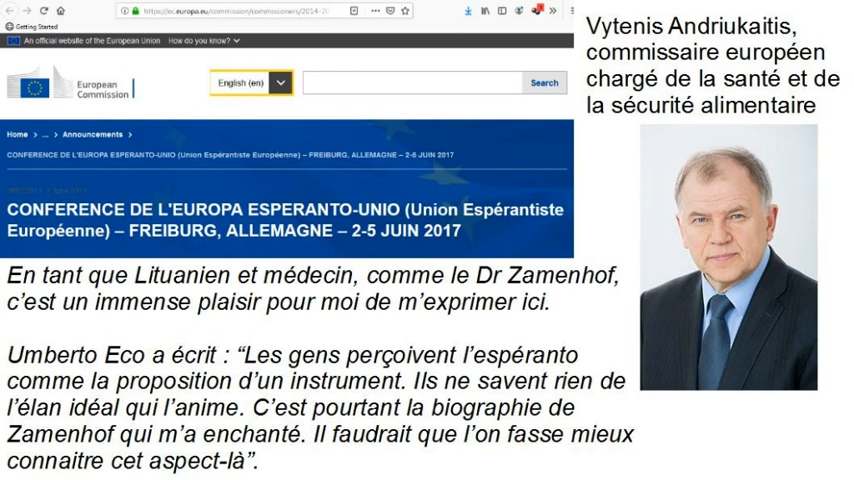 https://ec.europa.eu/commission/commissioners/2014-20
Getting Started
An official website of the European Union How do you know?
European
Commission
English (en)
Search
Home > ... > Announcements >
CONFERENCE DE L'EUROPA ESPERANTO-UNIO (Union Espérantiste Européenne) – FREIBURG, ALLEMAGNE – 2-5 JUIN 2017
CONFERENCE DE L'EUROPA ESPERANTO-UNIO (Union Espérantiste
Européenne) – FREIBURG, ALLEMAGNE – 2-5 JUIN 2017
Vytenis Andriukaitis,
commissaire européen
chargé de la santé et de
la sécurité alimentaire
En tant que Lituanien et médecin, comme le Dr Zamenhof,
c’est un immense plaisir pour moi de m’exprimer ici.
Umberto Eco a écrit : “Les gens perçoivent l’espéranto
comme la proposition d’un instrument. Ils ne savent rien de
l’élan idéal qui l’anime. C’est pourtant la biographie de
Zamenhof qui m’a enchanté. Il faudrait que l’on fasse mieux
connaitre cet aspect-là”.